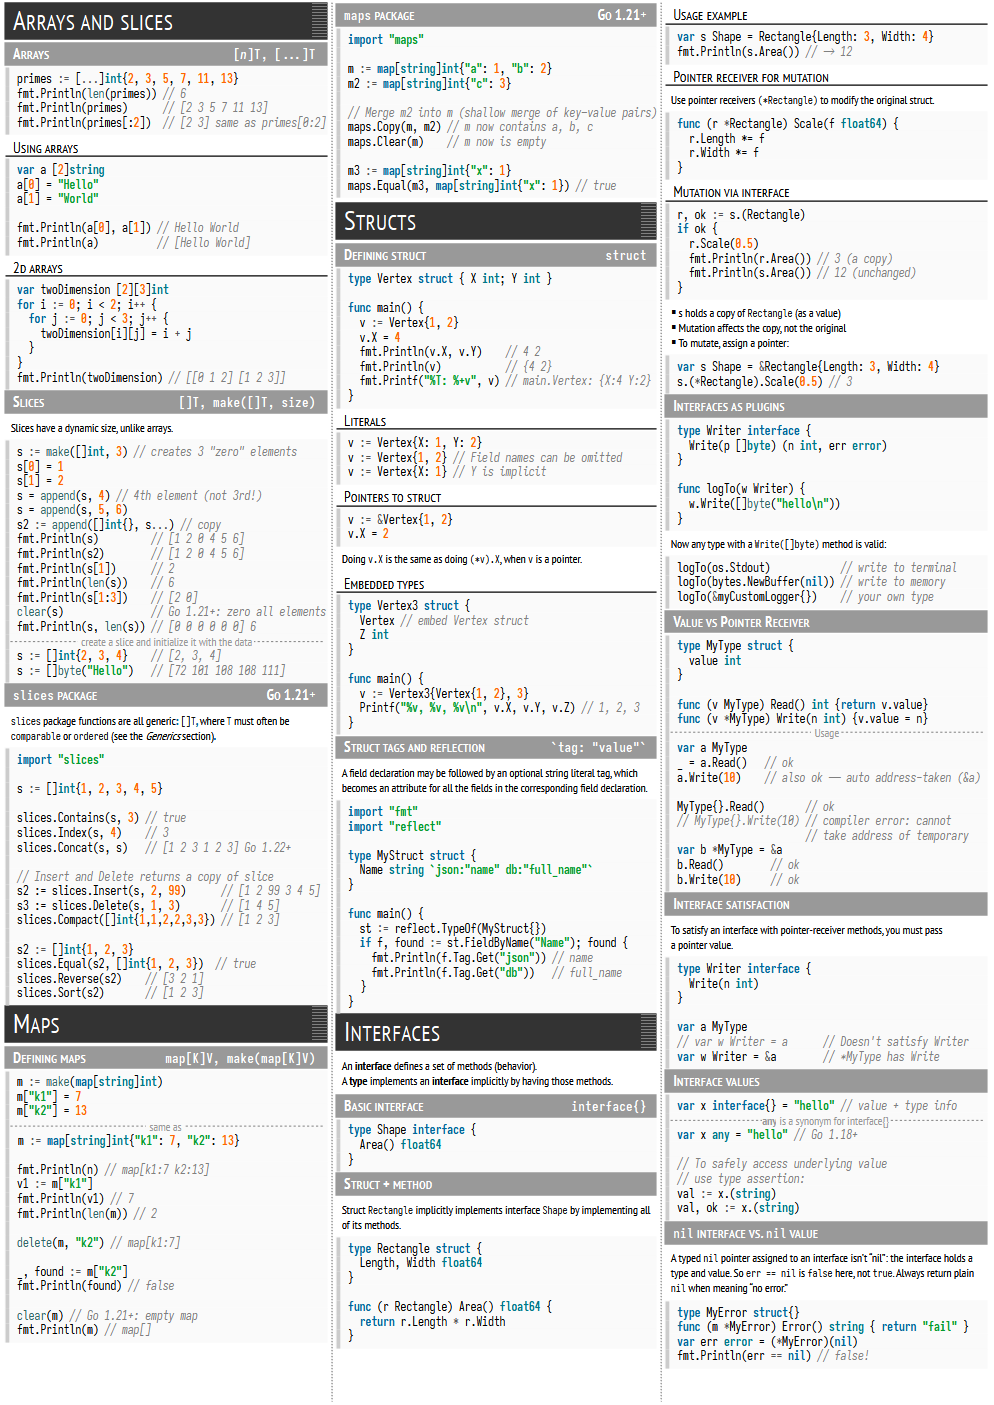 ARRAYS AND SLICES
ARRAYS [n]T, [...]T
primes := [...]int{2, 3, 5, 7, 11, 13}
fmt.Println(len(primes)) // 6
fmt.Println(primes) // [2 3 5 7 11 13]
fmt.Println(primes[:2]) // [2 3] same as primes[0:2]
USING ARRAYS
var a [2]string
a[0] = "Hello"
a[1] = "World"
fmt.Println(a[0], a[1]) // Hello World
fmt.Println(a) // [Hello World]
2D ARRAYS
var twoDimension [2][3]int
for i := 0; i < 2; i++ {
for j := 0; j < 3; j++ {
twoDimension[i][j] = i + j
}
}
fmt.Println(twoDimension) // [[0 1 2] [1 2 3]]
SLICES []T, make([]T, size)
Slices have a dynamic size, unlike arrays.
s := make([]int, 3) // creates 3 "zero" elements
s[0] = 1
s[1] = 2
s = append(s, 4) // 4th element (not 3rd!)
s = append(s, 5, 6)
s2 := append([]int{}, s...) // copy
fmt.Println(s) // [1 2 0 4 5 6]
fmt.Println(s2) // [1 2 0 4 5 6]
fmt.Println(s[1]) // 2
fmt.Println(len(s)) // 6
fmt.Println(s[1:3]) // [2 0]
clear(s) // Go 1.21+: zero all elements
fmt.Println(s, len(s)) // [0 0 0 0 0 0] 6
create a slice and initialize it with the data
s := []int{2, 3, 4} // [2, 3, 4]
s := []byte("Hello") // [72 101 108 108 111]
slices PACKAGE GO 1.21+
slices package functions are all generic: []T, where T must often be
comparable or ordered (see the Generics section).
import "slices"
s := []int{1, 2, 3, 4, 5}
slices.Contains(s, 3) // true
slices.Index(s, 4) // 3
slices.Concat(s, s) // [1 2 3 1 2 3] Go 1.22+
// Insert and Delete returns a copy of slice
s2 := slices.Insert(s, 2, 99) // [1 2 99 3 4 5]
s3 := slices.Delete(s, 1, 3) // [1 4 5]
slices.Compact([]int{1,1,2,2,3,3}) // [1 2 3]
s2 := []int{1, 2, 3}
slices.Equal(s2, []int{1, 2, 3}) // true
slices.Reverse(s2) // [3 2 1]
slices.Sort(s2) // [1 2 3]
MAPS
DEFINING MAPS map[K]V, make(map[K]V)
m := make(map[string]int)
m["k1"] = 7
m["k2"] = 13
same as
m := map[string]int{"k1": 7, "k2": 13}
fmt.Println(n) // map[k1:7 k2:13]
v1 := m["k1"]
fmt.Println(v1) // 7
fmt.Println(len(m)) // 2
delete(m, "k2") // map[k1:7]
_, found := m["k2"]
fmt.Println(found) // false
clear(m) // Go 1.21+: empty map
fmt.Println(m) // map[]
maps PACKAGE GO 1.21+
import "maps"
m := map[string]int{"a": 1, "b": 2}
m2 := map[string]int{"c": 3}
// Merge m2 into m (shallow merge of key-value pairs)
maps.Copy(m, m2) // m now contains a, b, c
maps.Clear(m) // m now is empty
m3 := map[string]int{"x": 1}
maps.Equal(m3, map[string]int{"x": 1}) // true
STRUCTS
DEFINING STRUCT struct
type Vertex struct { X int; Y int }
func main() {
v := Vertex{1, 2}
v.X = 4
fmt.Println(v.X, v.Y) // 4 2
fmt.Println(v) // {4 2}
fmt.Printf("%T: %+v", v) // main.Vertex: {X:4 Y:2}
}
LITERALS
v := Vertex{X: 1, Y: 2}
v := Vertex{1, 2} // Field names can be omitted
v := Vertex{X: 1} // Y is implicit
POINTERS TO STRUCT
v := &Vertex{1, 2}
v.X = 2
Doing v.X is the same as doing (*v).X, when v is a pointer.
EMBEDDED TYPES
type Vertex3 struct {
Vertex // embed Vertex struct
Z int
}
func main() {
v := Vertex3{Vertex{1, 2}, 3}
Printf("%v, %v, %v\n", v.X, v.Y, v.Z) // 1, 2, 3
}
STRUCT TAGS AND REFLECTION `tag: "value"`
A field declaration may be followed by an optional string literal tag, which
becomes an attribute for all the fields in the corresponding field declaration.
import "fmt"
import "reflect"
type MyStruct struct {
Name string `json:"name" db:"full_name"`
}
func main() {
st := reflect.TypeOf(MyStruct{})
if f, found := st.FieldByName("Name"); found {
fmt.Println(f.Tag.Get("json")) // name
fmt.Println(f.Tag.Get("db")) // full_name
}
}
INTERFACES
An interface defines a set of methods (behavior).
A type implements an interface implicitly by having those methods.
BASIC INTERFACE interface{}
type Shape interface {
Area() float64
}
STRUCT + METHOD
Struct Rectangle implicitly implements interface Shape by implementing all
of its methods.
type Rectangle struct {
Length, Width float64
}
func (r Rectangle) Area() float64 {
return r.Length * r.Width
}
USAGE EXAMPLE
var s Shape = Rectangle{Length: 3, Width: 4}
fmt.Println(s.Area()) // → 12
POINTER RECEIVER FOR MUTATION
Use pointer receivers (*Rectangle) to modify the original struct.
func (r *Rectangle) Scale(f float64) {
r.Length *= f
r.Width *= f
}
MUTATION VIA INTERFACE
r, ok := s.(Rectangle)
if ok {
r.Scale(0.5)
fmt.Println(r.Area()) // 3 (a copy)
fmt.Println(s.Area()) // 12 (unchanged)
}
▪ s holds a copy of Rectangle (as a value)
▪ Mutation affects the copy, not the original
▪ To mutate, assign a pointer:
var s Shape = &Rectangle{Length: 3, Width: 4}
s.(*Rectangle).Scale(0.5) // 3
INTERFACES AS PLUGINS
type Writer interface {
Write(p []byte) (n int, err error)
}
func logTo(w Writer) {
w.Write([]byte("hello\n"))
}
Now any type with a Write([]byte) method is valid:
logTo(os.Stdout) // write to terminal
logTo(bytes.NewBuffer(nil)) // write to memory
logTo(&myCustomLogger{}) // your own type
VALUE VS POINTER RECEIVER
type MyType struct {
value int
}
func (v MyType) Read() int {return v.value}
func (v *MyType) Write(n int) {v.value = n}
Usage
var a MyType
_ = a.Read() // ok
a.Write(10) // also ok — auto address-taken (&a)
MyType{}.Read() // ok
// MyType{}.Write(10) // compiler error: cannot
// take address of temporary
var b *MyType = &a
b.Read() // ok
b.Write(10) // ok
INTERFACE SATISFACTION
To satisfy an interface with pointer-receiver methods, you must pass
a pointer value.
type Writer interface {
Write(n int)
}
var a MyType
// var w Writer = a // Doesn't satisfy Writer
var w Writer = &a // *MyType has Write
INTERFACE VALUES
var x interface{} = "hello" // value + type info
any is a synonym for interface{}
var x any = "hello" // Go 1.18+
// To safely access underlying value
// use type assertion:
val := x.(string)
val, ok := x.(string)
nil INTERFACE VS. nil VALUE
A typed nil pointer assigned to an interface isn't "nil": the interface holds a
type and value. So err == nil is false here, not true. Always return plain
nil when meaning "no error."
type MyError struct{}
func (m *MyError) Error() string { return "fail" }
var err error = (*MyError)(nil)
fmt.Println(err == nil) // false!